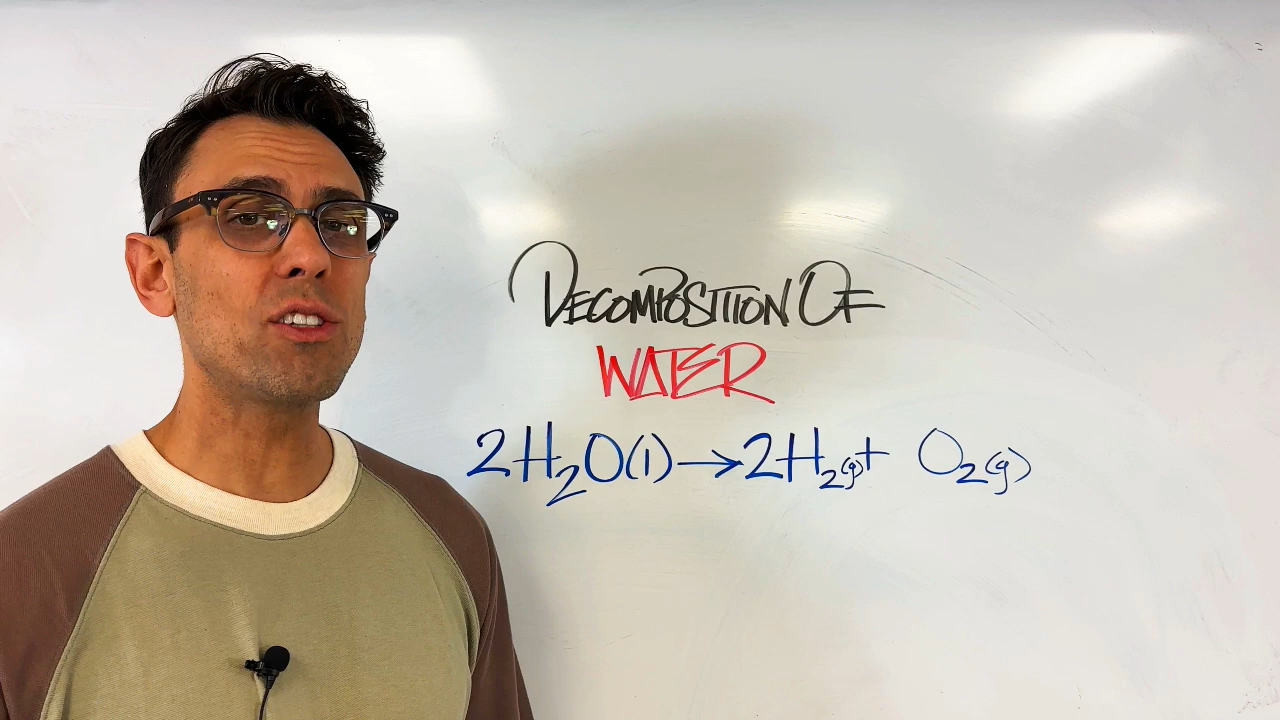 DECOMPOSITION OF
WATER
2H₂O(l)→2H₂(g)+ O₂(g)